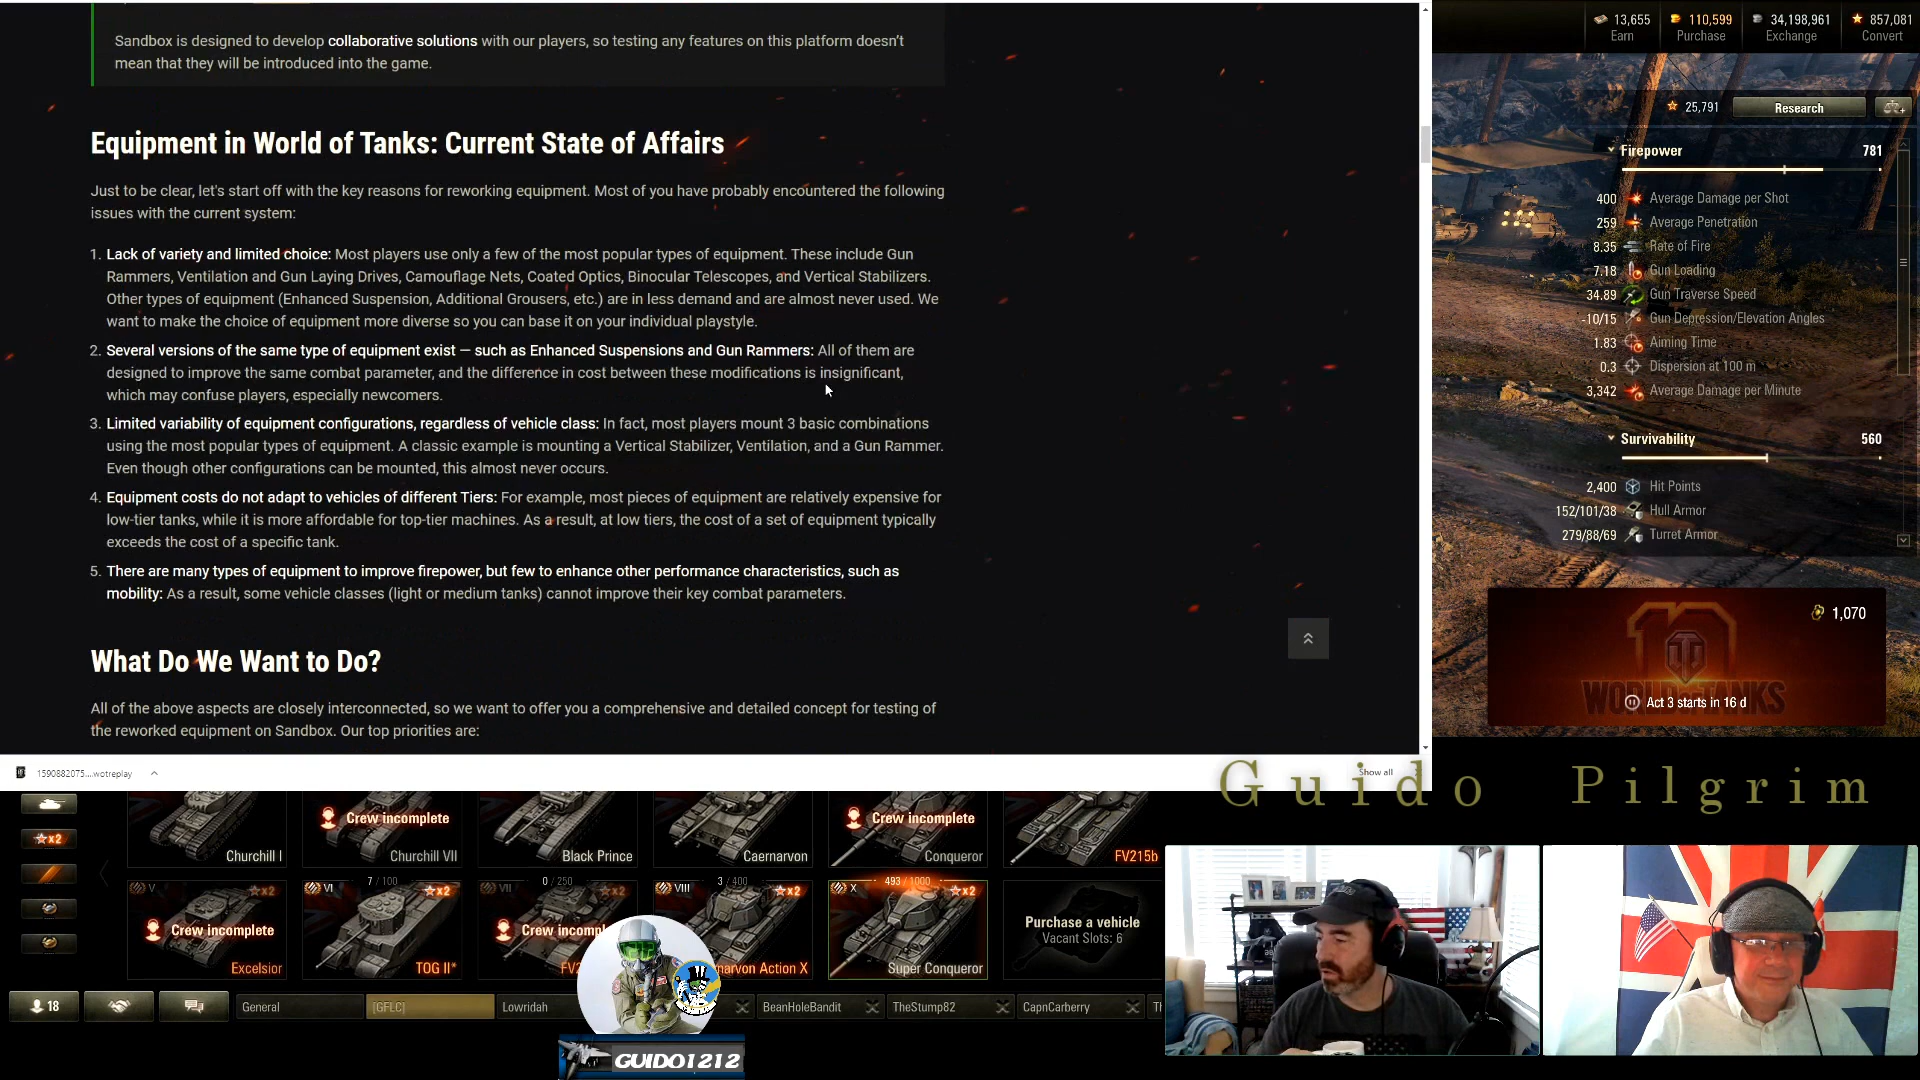 Sandbox is designed to develop collaborative solutions with our players, so testing any features on this platform doesn't
mean that they will be introduced into the game.
Equipment in World of Tanks: Current State of Affairs
Just to be clear, let's start off with the key reasons for reworking equipment. Most of you have probably encountered the following
issues with the current system:
1. Lack of variety and limited choice: Most players use only a few of the most popular types of equipment. These include Gun
Rammers, Ventilation and Gun Laying Drives, Camouflage Nets, Coated Optics, Binocular Telescopes, and Vertical Stabilizers.
Other types of equipment (Enhanced Suspension, Additional Grousers, etc.) are in less demand and are almost never used. We
want to make the choice of equipment more diverse so you can base it on your individual playstyle.
2. Several versions of the same type of equipment exist – such as Enhanced Suspensions and Gun Rammers: All of them are
designed to improve the same combat parameter, and the difference in cost between these modifications is insignificant,
which may confuse players, especially newcomers.
3. Limited variability of equipment configurations, regardless of vehicle class: In fact, most players mount 3 basic combinations
using the most popular types of equipment. A classic example is mounting a Vertical Stabilizer, Ventilation, and a Gun Rammer.
Even though other configurations can be mounted, this almost never occurs.
4. Equipment costs do not adapt to vehicles of different Tiers: For example, most pieces of equipment are relatively expensive for
low-tier tanks, while it is more affordable for top-tier machines. As a result, at low tiers, the cost of a set of equipment typically
exceeds the cost of a specific tank.
5. There are many types of equipment to improve firepower, but few to enhance other performance characteristics, such as
mobility: As a result, some vehicle classes (light or medium tanks) cannot improve their key combat parameters.
What Do We Want to Do?
All of the above aspects are closely interconnected, so we want to offer you a comprehensive and detailed concept for testing of
the reworked equipment on Sandbox. Our top priorities are:
1590882075....wotreplay
Show all
13,655 110,599 34,198,961 857,081
Earn Purchase Exchange Convert
25,791 Research
Firepower 781
400 Average Damage per Shot
259 Average Penetration
8.35 Rate of Fire
7.18 Gun Loading
34.89 Gun Traverse Speed
-10/15 Gun Depression/Elevation Angles
1.83 Aiming Time
0.3 Dispersion at 100 m
3,342 Average Damage per Minute
Survivability 560
2,400 Hit Points
152/101/38 Hull Armor
279/88/69 Turret Armor
1,070
WORLD OF TANKS
Act 3 starts in 16 d
Guido Pilgrim
x2
Crew incomplete Crew incomplete
Churchill I Churchill VII Black Prince Caernarvon Conqueror FV215b
V x2 VI 7 / 100 x2 VII 0 / 250 x2 VIII 3 / 400 x2 X 493 / 1000 x2
Crew incomplete Crew incompl Purchase a vehicle
Vacant Slots: 6
Excelsior TOG II* FV2 narvon Action X Super Conqueror
18 General [GFLC] Lowridah BeanHoleBandit TheStump82 CapnCarberry Th
GUIDO1212